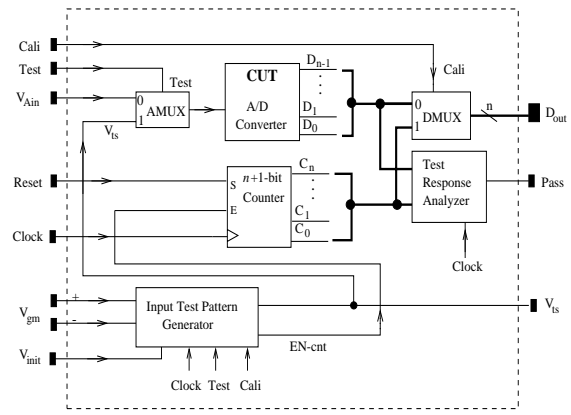 Cali
Test
V_Ain
Test
0
1
AMUX
V_ts
CUT
A/D
Converter
D_n-1
D_1
D_0
Cali
0
1
DMUX
n
D_out
Reset
Clock
S
E
n+1-bit
Counter
C_n
C_1
C_0
Test
Response
Analyzer
Pass
Clock
V_gm
+
-
V_init
Input Test Pattern
Generator
EN-cnt
V_ts
Clock Test Cali